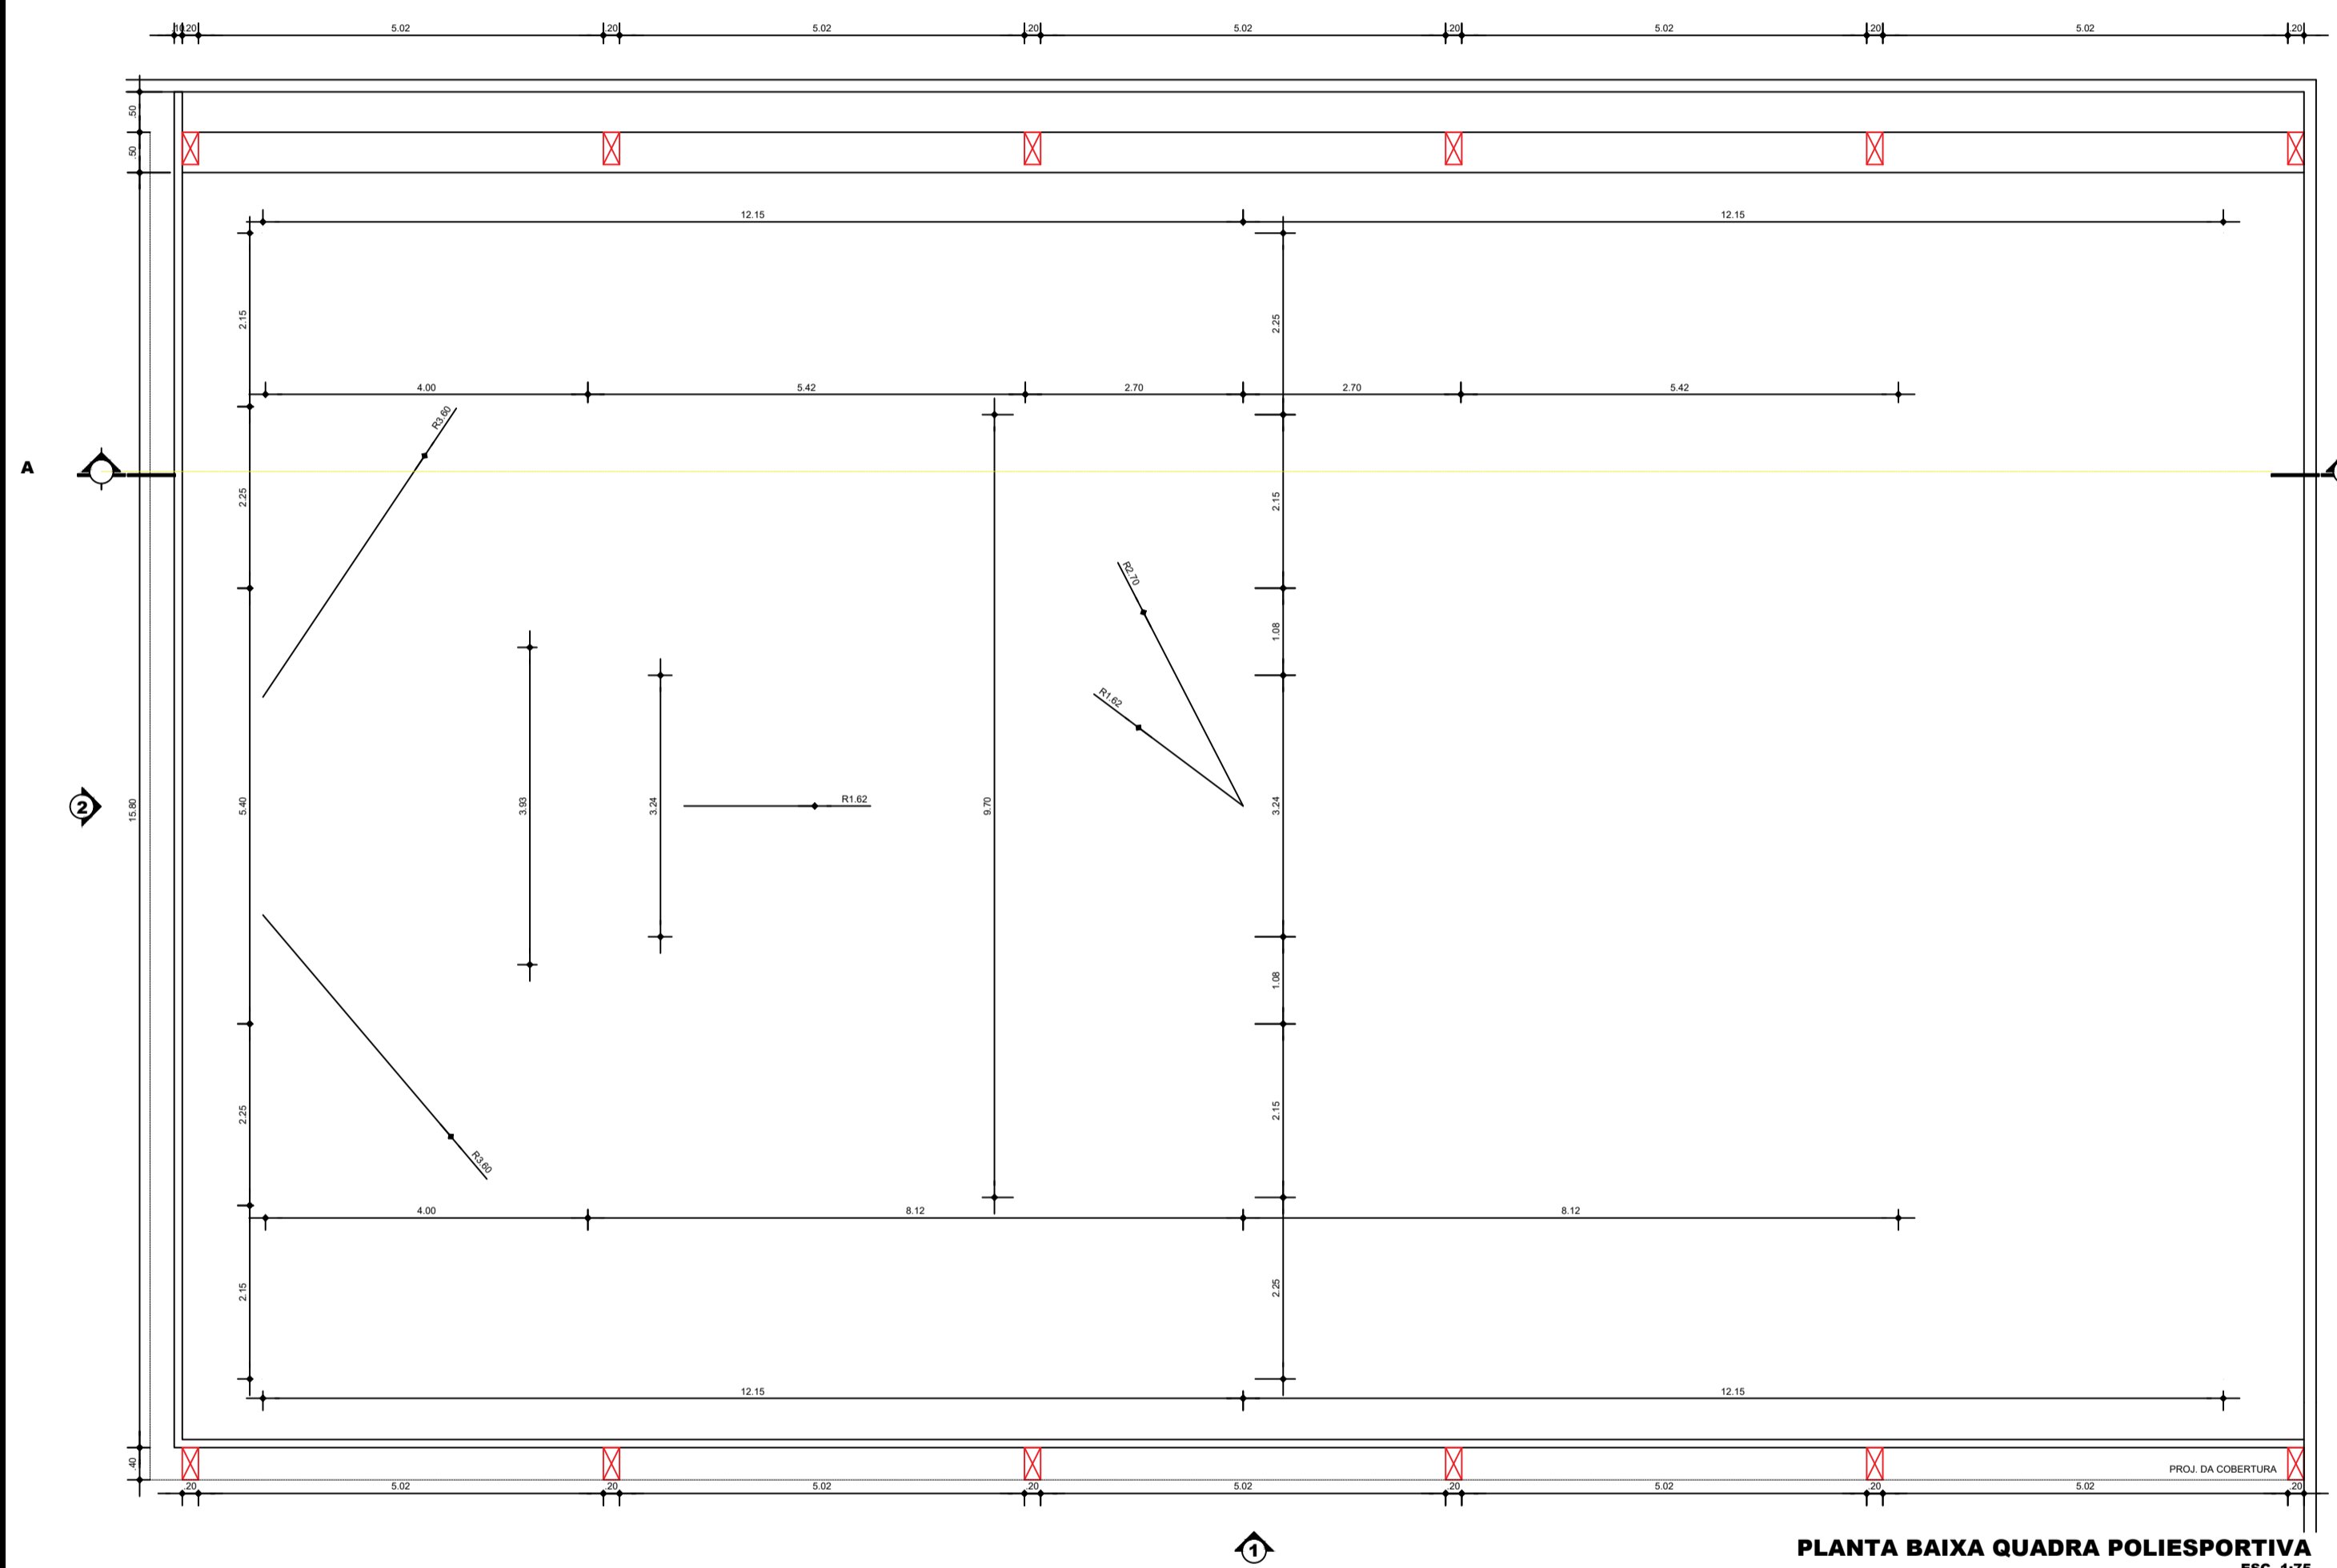 .10 .20 5.02 .20 5.02 .20 5.02 .20 5.02 .20 5.02 .20
.50
.50
12.15 12.15
2.15 2.25
4.00 5.42 2.70 2.70 5.42
R3.60
A
2.25 2.15
R2.70
1.08
R1.62
2 15.80 5.40 3.93 3.24 R1.62 9.70 3.24
1.08
2.25 2.15
R3.60
4.00 8.12 8.12
2.15 2.25
12.15 12.15
.40 PROJ. DA COBERTURA
.20 5.02 .20 5.02 .20 5.02 .20 5.02 .20 5.02 .20
1
PLANTA BAIXA QUADRA POLIESPORTIVA
ESC. 1:75